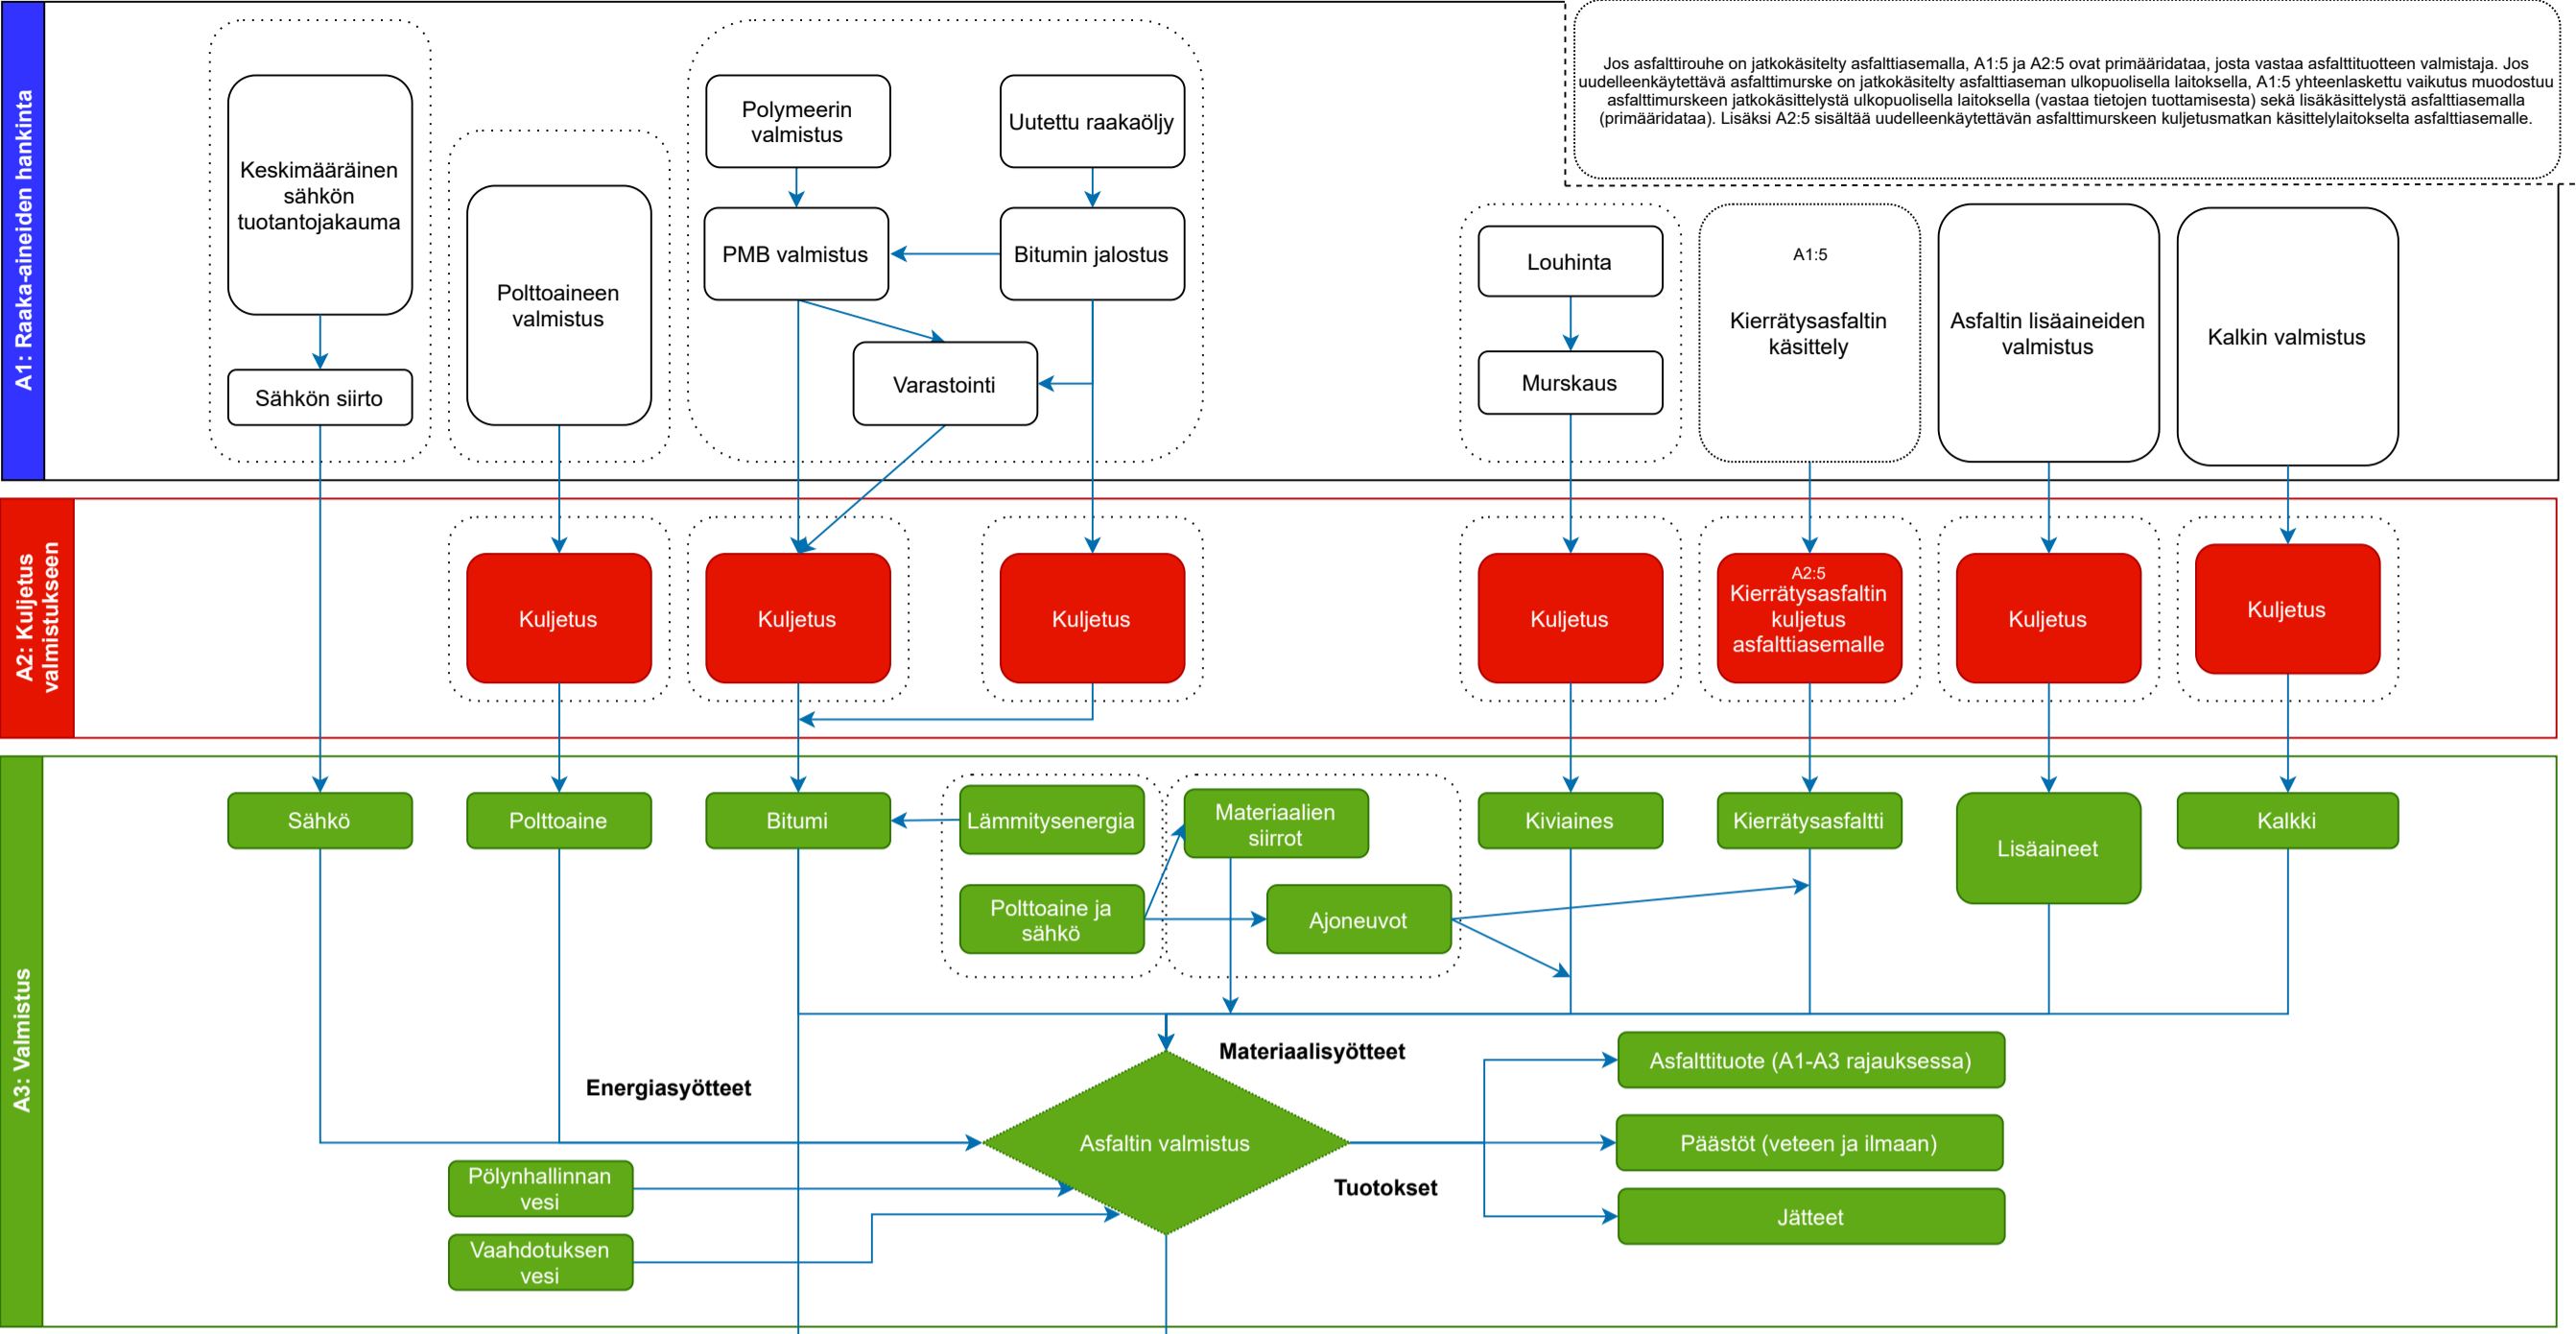 A1: Raaka-aineiden hankinta
Jos asfalttirouhe on jatkokäsitelty asfalttiasemalla, A1:5 ja A2:5 ovat primääridataa, josta vastaa asfalttituotteen valmistaja. Jos
uudelleenkäytettävä asfalttimurske on jatkokäsitelty asfalttiaseman ulkopuolisella laitoksella, A1:5 yhteenlaskettu vaikutus muodostuu
asfalttimurskeen jatkokäsittelystä ulkopuolisella laitoksella (vastaa tietojen tuottamisesta) sekä lisäkäsittelystä asfalttiasemalla
(primääridataa). Lisäksi A2:5 sisältää uudelleenkäytettävän asfalttimurskeen kuljetusmatkan käsittelylaitokselta asfalttiasemalle.
Keskimääräinen
sähkön
tuotantojakauma
Sähkön siirto
Polttoaineen
valmistus
Polymeerin
valmistus
Uutettu raakaöljy
PMB valmistus
Bitumin jalostus
Varastointi
Louhinta
Murskaus
A1:5
Kierrätysasfaltin
käsittely
Asfaltin lisäaineiden
valmistus
Kalkin valmistus
A2: Kuljetus
valmistukseen
Kuljetus
Kuljetus
Kuljetus
Kuljetus
A2:5
Kierrätysasfaltin
kuljetus
asfalttiasemalle
Kuljetus
Kuljetus
A3: Valmistus
Sähkö
Polttoaine
Bitumi
Lämmitysenergia
Materiaalien
siirrot
Kiviaines
Kierrätysasfaltti
Lisäaineet
Kalkki
Polttoaine ja
sähkö
Ajoneuvot
Materiaalisyötteet
Energiasyötteet
Asfaltin valmistus
Asfalttituote (A1-A3 rajauksessa)
Päästöt (veteen ja ilmaan)
Tuotokset
Jätteet
Pölynhallinnan
vesi
Vaahdotuksen
vesi